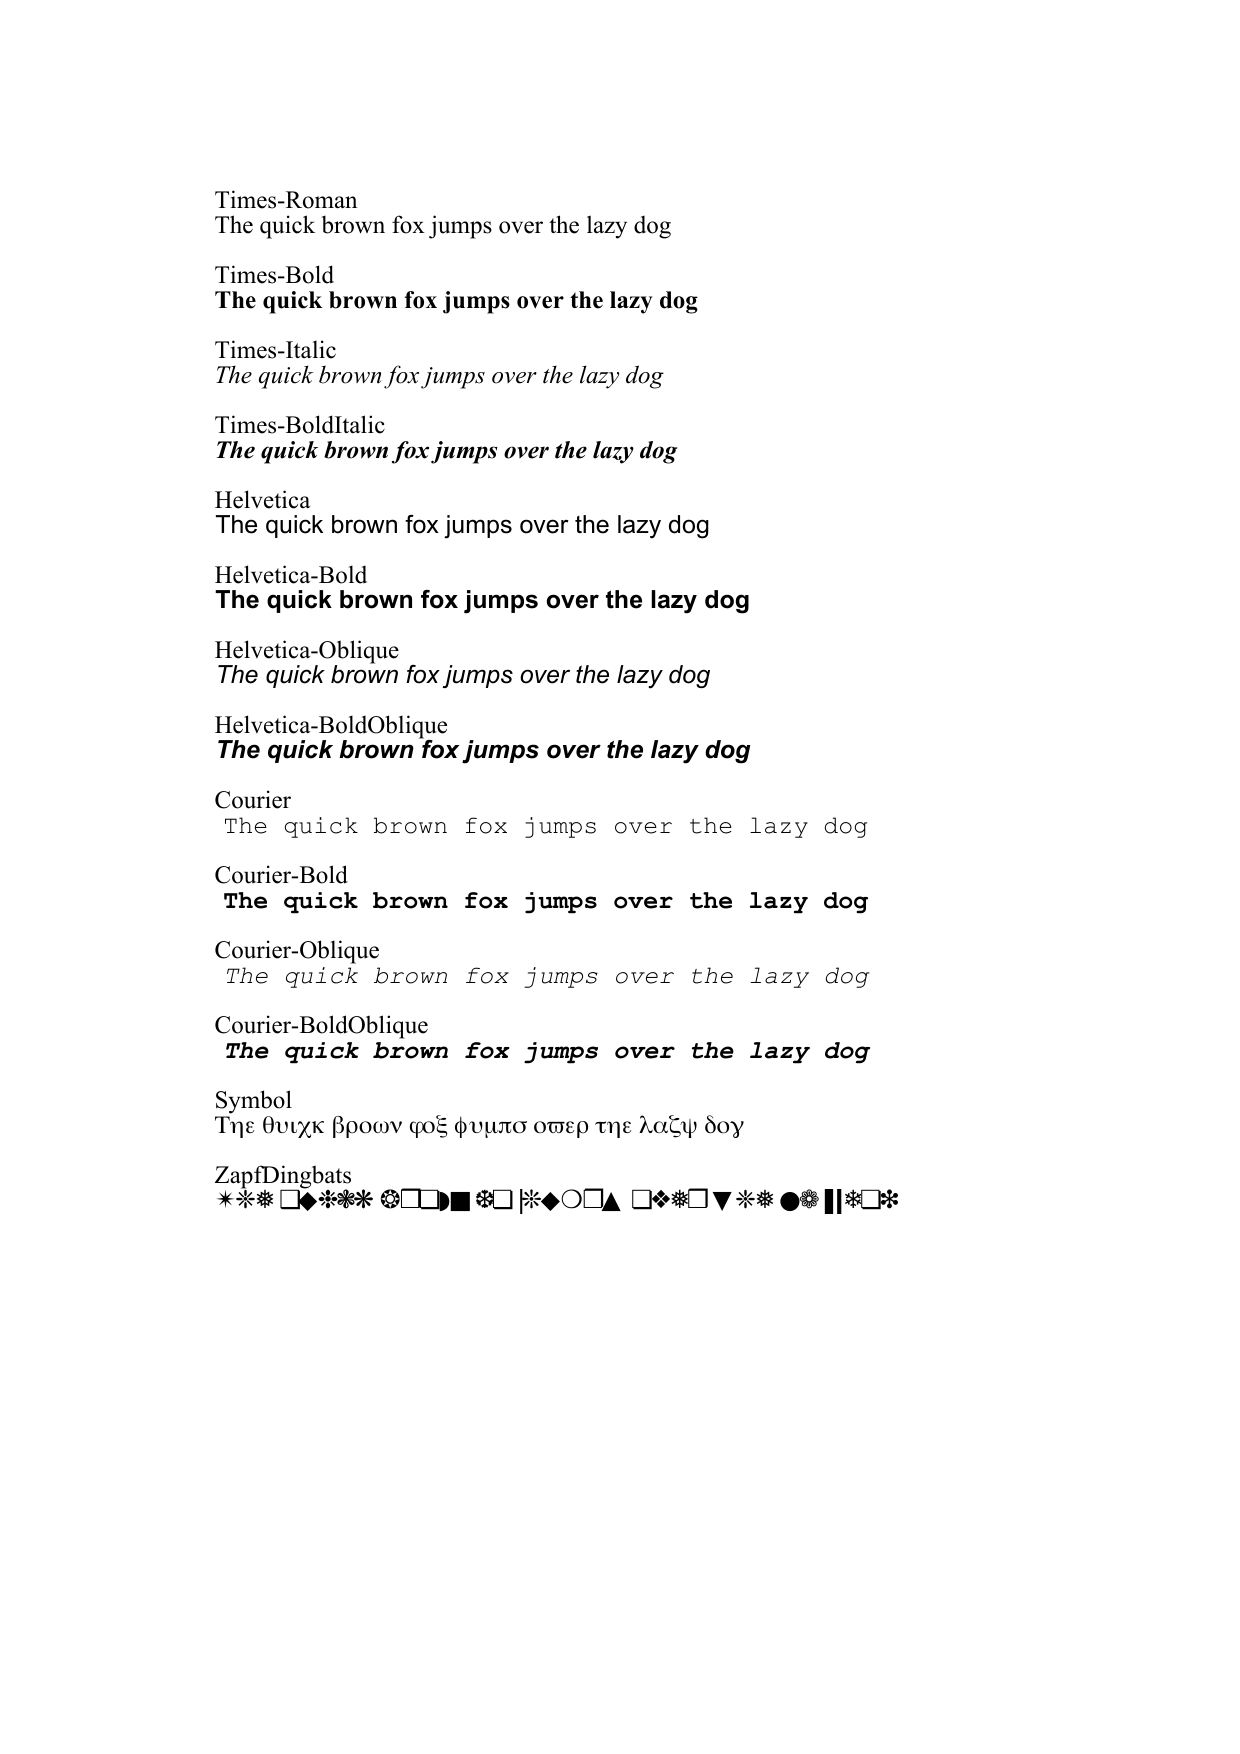 Times-Roman
The quick brown fox jumps over the lazy dog
Times-Bold
The quick brown fox jumps over the lazy dog
Times-Italic
The quick brown fox jumps over the lazy dog
Times-BoldItalic
The quick brown fox jumps over the lazy dog
Helvetica
The quick brown fox jumps over the lazy dog
Helvetica-Bold
The quick brown fox jumps over the lazy dog
Helvetica-Oblique
The quick brown fox jumps over the lazy dog
Helvetica-BoldOblique
The quick brown fox jumps over the lazy dog
Courier
The quick brown fox jumps over the lazy dog
Courier-Bold
The quick brown fox jumps over the lazy dog
Courier-Oblique
The quick brown fox jumps over the lazy dog
Courier-BoldOblique
The quick brown fox jumps over the lazy dog
Symbol
Τηε θυιχκ βροων φοξ ϕυμπσ οϖερ τηε λαζψ δογ
ZapfDingbats
✴❈❅ ❑◆❉❃❋ ❂❒❏◗■ ❆❏❘ ❊◆❍❐▲ ❏❖❅❒ ▼❈❅ ●❁❚❙ ❄❏❇